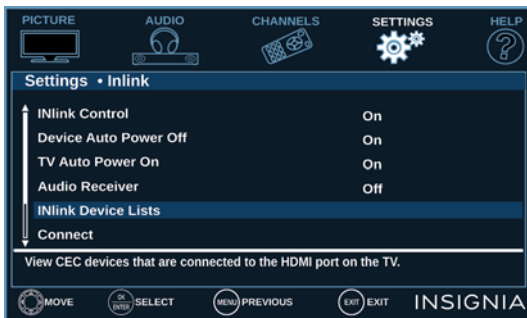 PICTURE AUDIO CHANNELS SETTINGS HELP
Settings • Inlink
INlink Control On
Device Auto Power Off On
TV Auto Power On On
Audio Receiver Off
INlink Device Lists
Connect
View CEC devices that are connected to the HDMI port on the TV.
MOVE OK ENTER SELECT MENU PREVIOUS EXIT EXIT INSIGNIA